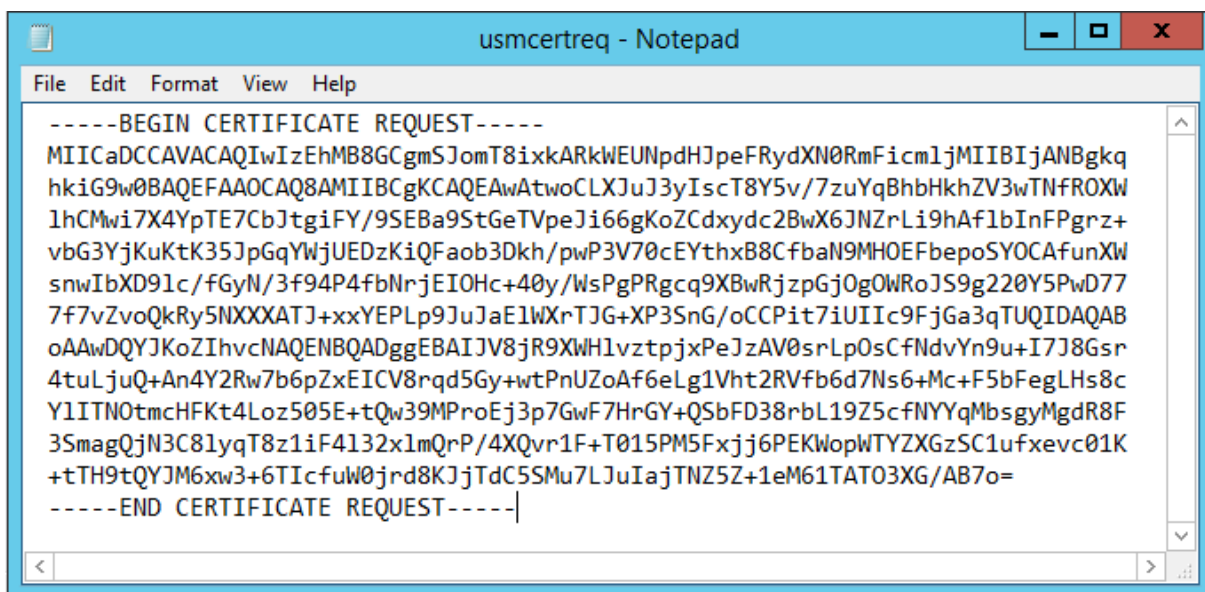 usmcertreq - Notepad
File Edit Format View Help
-----BEGIN CERTIFICATE REQUEST-----
MIICaDCCAVACAQIwIzEhMB8GCgmSJomT8ixkARkWEUNpdHJpeFRydXN0RmFicmljMIIBIjANBgkq
hkiG9w0BAQEFAAOCAQ8AMIIBCgKCAQEAwAtwoCLXJuJ3yIscT8Y5v/7zuYqBhbHkhZV3wTNfROXW
lhCMwi7X4YpTE7CbJtgiFY/9SEBa9StGeTVpeJi66gKoZCdxydc2BwX6JNZrLi9hAflbInFPgrz+
vbG3YjKuKtK35JpGqYWjUEDzKiQFaob3Dkh/pwP3V70cEYthxB8CfbaN9MHOEFbepoSYOCAfunXW
snwIbXD9lc/fGyN/3f94P4fbNrjEIOHc+40y/WsPgPRgcq9XBwRjzpGjOgOWRoJS9g220Y5PwD77
7f7vZvoQkRy5NXXXATJ+xxYEPLp9JuJaElWXrTJG+XP3SnG/oCCPit7iUIIc9FjGa3qTUQIDAQAB
oAAwDQYJKoZIhvcNAQENBQADggEBAIJV8jR9XWHlvztpjxPeJzAV0srLpOsCfNdvYn9u+I7J8Gsr
4tuLjuQ+An4Y2Rw7b6pZxEICV8rqd5Gy+wtPnUZoAf6eLg1Vht2RVfb6d7Ns6+Mc+F5bFegLHs8c
YlITNOtmcHFKt4Loz505E+tQw39MProEj3p7GwF7HrGY+QSbFD38rbL19Z5cfNYYqMbsgyMgdR8F
3SmagQjN3C8lyqT8z1iF4l32xlmQrP/4XQvr1F+T015PM5Fxjj6PEKWopWTYZXGzSC1ufxevc01K
+tTH9tQYJM6xw3+6TIcfuW0jrd8KJjTdC5SMu7LJuIajTNZ5Z+1eM61TATO3XG/AB7o=
-----END CERTIFICATE REQUEST-----